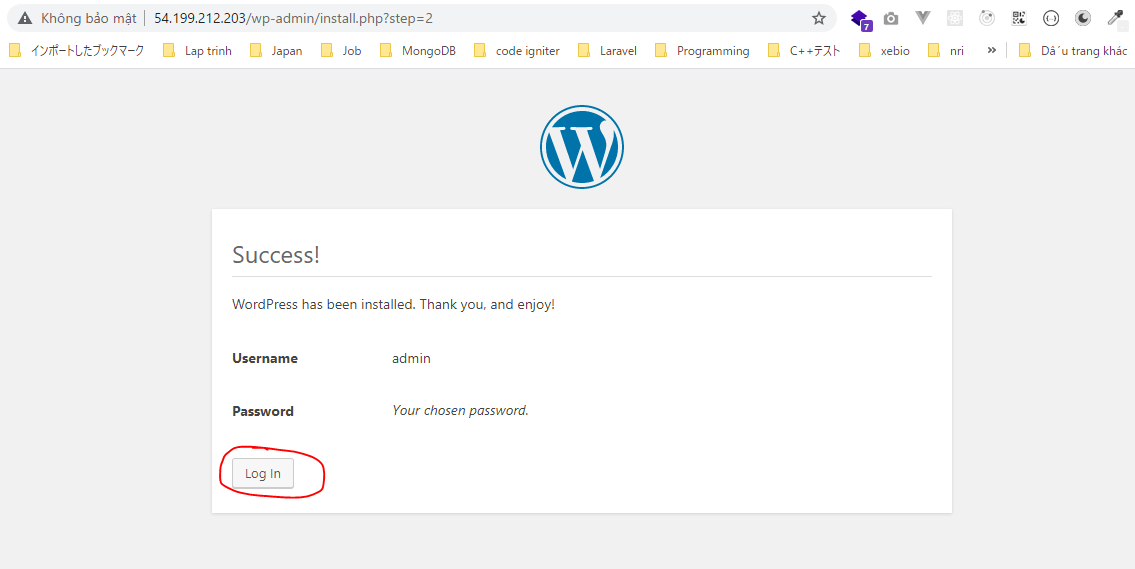 Không bảo mật 54.199.212.203/wp-admin/install.php?step=2
7
インポートしたブックマーク Lap trinh Japan Job MongoDB code igniter Laravel Programming C++テスト xebio nri » Dấu trang khác
W
Success!
WordPress has been installed. Thank you, and enjoy!
Username admin
Password Your chosen password.
Log In